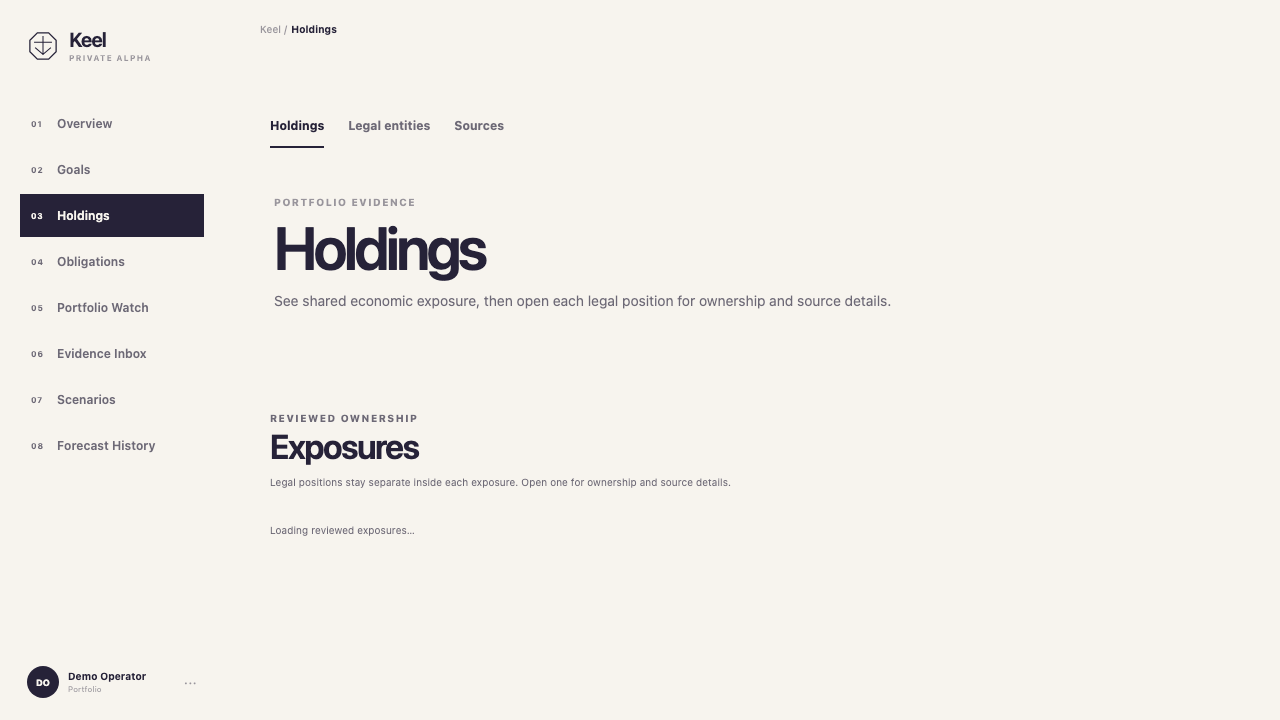 Keel
PRIVATE ALPHA
01 Overview
02 Goals
03 Holdings
04 Obligations
05 Portfolio Watch
06 Evidence Inbox
07 Scenarios
08 Forecast History
DO
Demo Operator
Portfolio
...
Keel / Holdings
Holdings Legal entities Sources
PORTFOLIO EVIDENCE
Holdings
See shared economic exposure, then open each legal position for ownership and source details.
REVIEWED OWNERSHIP
Exposures
Legal positions stay separate inside each exposure. Open one for ownership and source details.
Loading reviewed exposures...